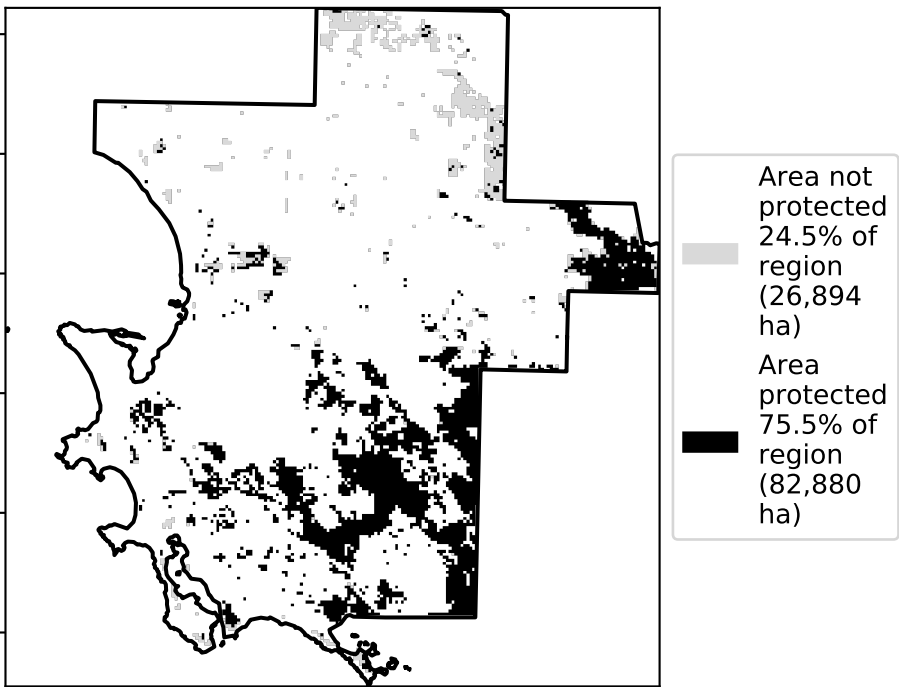 Area not
protected
24.5% of
region
(26,894
ha)
Area
protected
75.5% of
region
(82,880
ha)